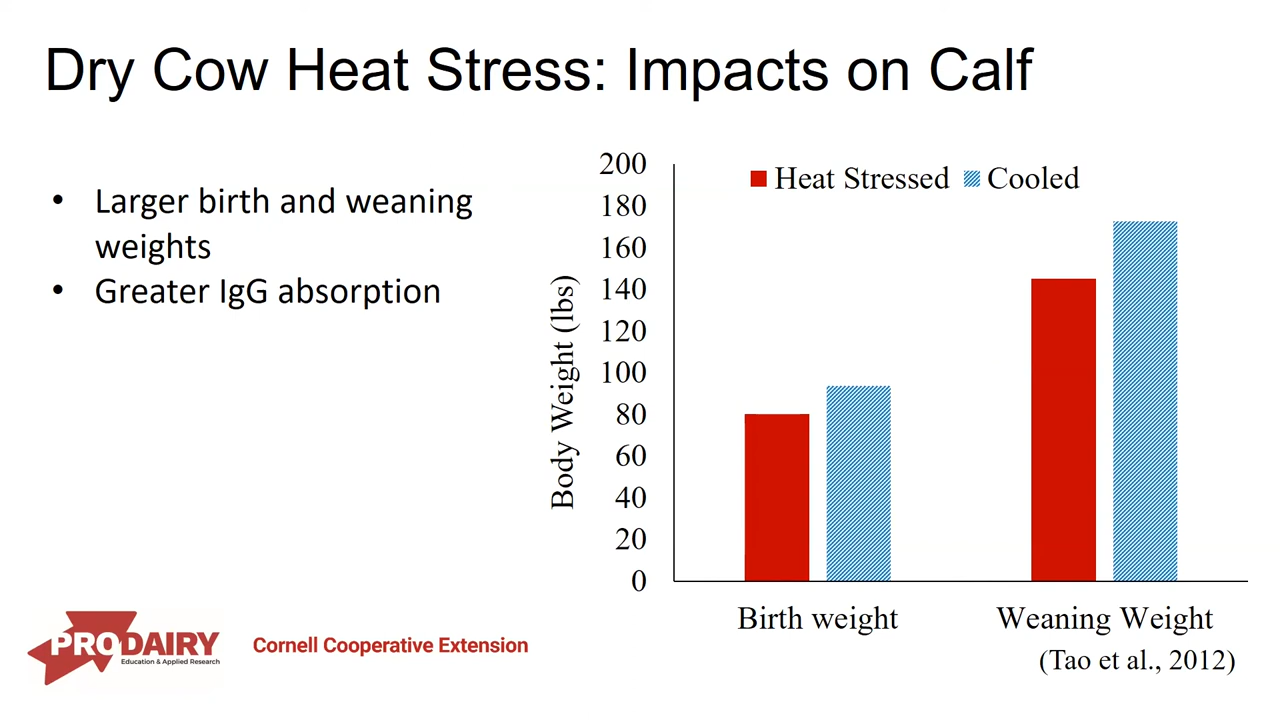 Dry Cow Heat Stress: Impacts on Calf
• Larger birth and weaning
weights
• Greater IgG absorption
Heat Stressed Cooled
Body Weight (lbs)
200
180
160
140
120
100
80
60
40
20
0
Birth weight Weaning Weight
(Tao et al., 2012)
PRODAIRY
Education & Applied Research
Cornell Cooperative Extension